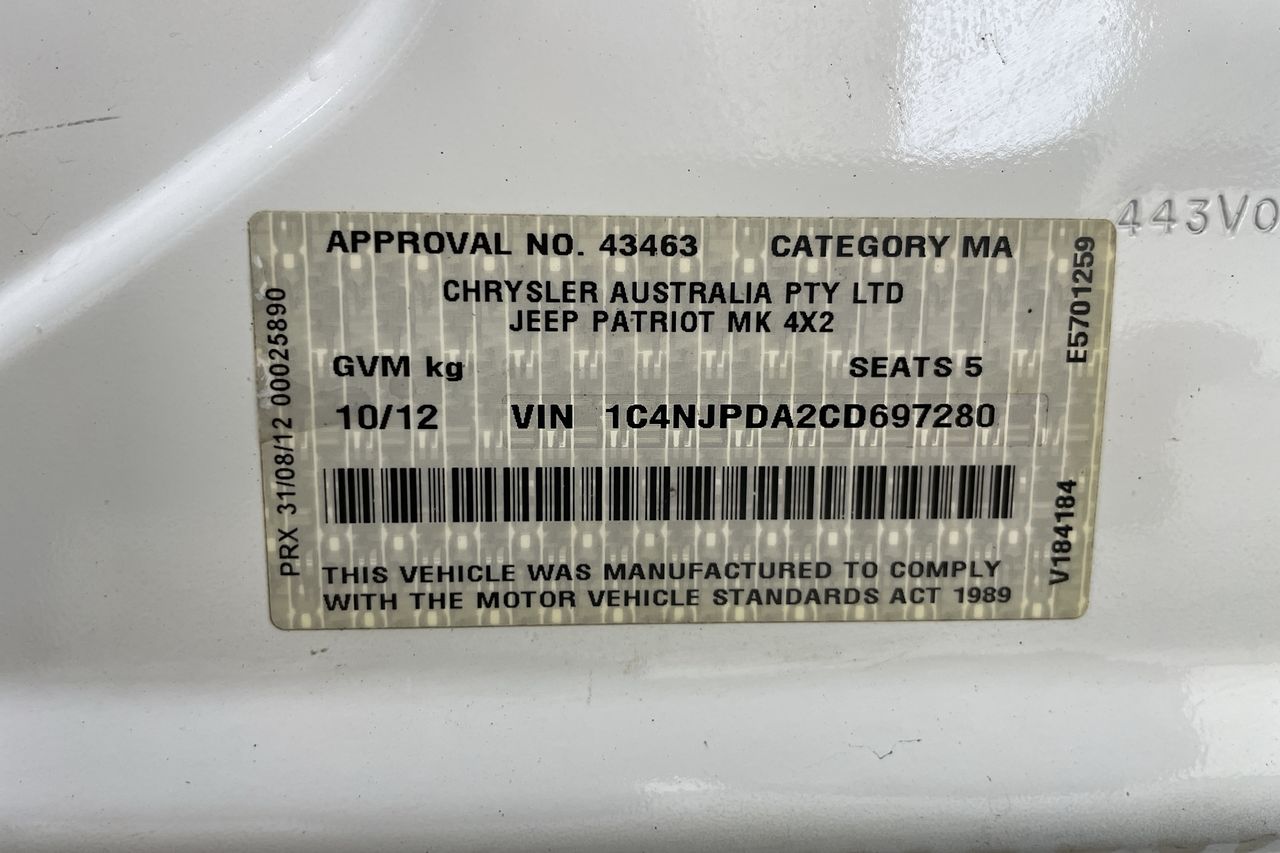 443V0
APPROVAL NO. 43463 CATEGORY MA
CHRYSLER AUSTRALIA PTY LTD
JEEP PATRIOT MK 4X2
GVM kg SEATS 5
10/12 VIN 1C4NJPDA2CD697280
THIS VEHICLE WAS MANUFACTURED TO COMPLY
WITH THE MOTOR VEHICLE STANDARDS ACT 1989
PRX 31/08/12 00025890
E5701259
V184184